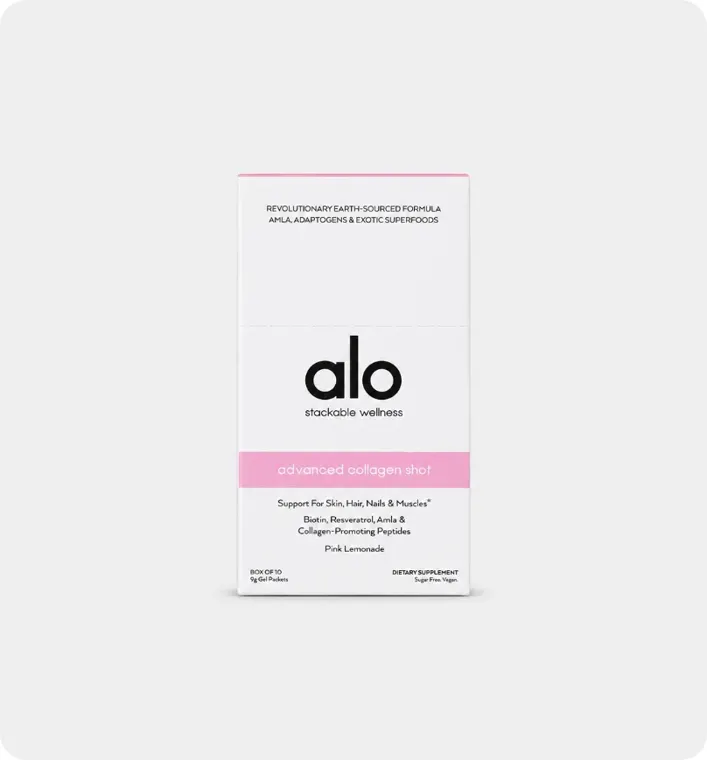 REVOLUTIONARY EARTH-SOURCED FORMULA
AMLA, ADAPTOGENS & EXOTIC SUPERFOODS
alo
stackable wellness
advanced collagen shot
Support For Skin, Hair, Nails & Muscles*
Biotin, Resveratrol, Amla &
Collagen-Promoting Peptides
Pink Lemonade
BOX OF 10
9g Gel Packets
DIETARY SUPPLEMENT
Sugar Free. Vegan.